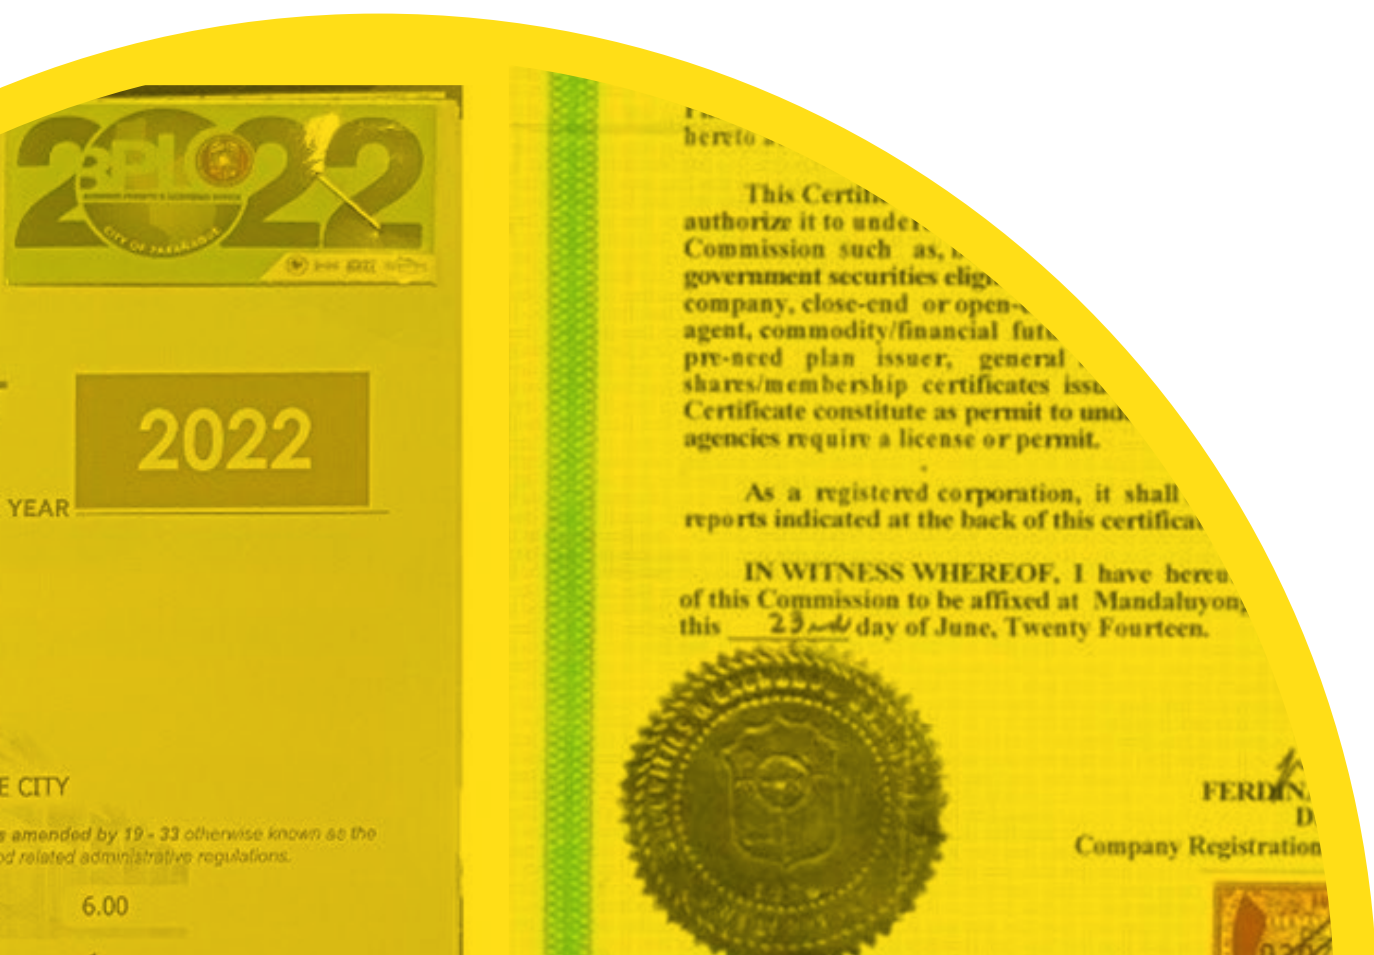 2022
BPLO
CITY OF PARAÑAQUE
2022
YEAR
E CITY
s amended by 19 - 33 otherwise known as the
od related administrative regulations.
6.00
hereto
This Certifi
authorize it to under
Commission such as,
government securities elig
company, close-end or open-
agent, commodity/financial futu
pre-need plan issuer, general
shares/membership certificates issu
Certificate constitute as permit to und
agencies require a license or permit.
As a registered corporation, it shall
reports indicated at the back of this certifica
IN WITNESS WHEREOF, I have hereu
of this Commission to be affixed at Mandaluyong
this 23rd day of June, Twenty Fourteen.
FERDIN
D
Company Registration